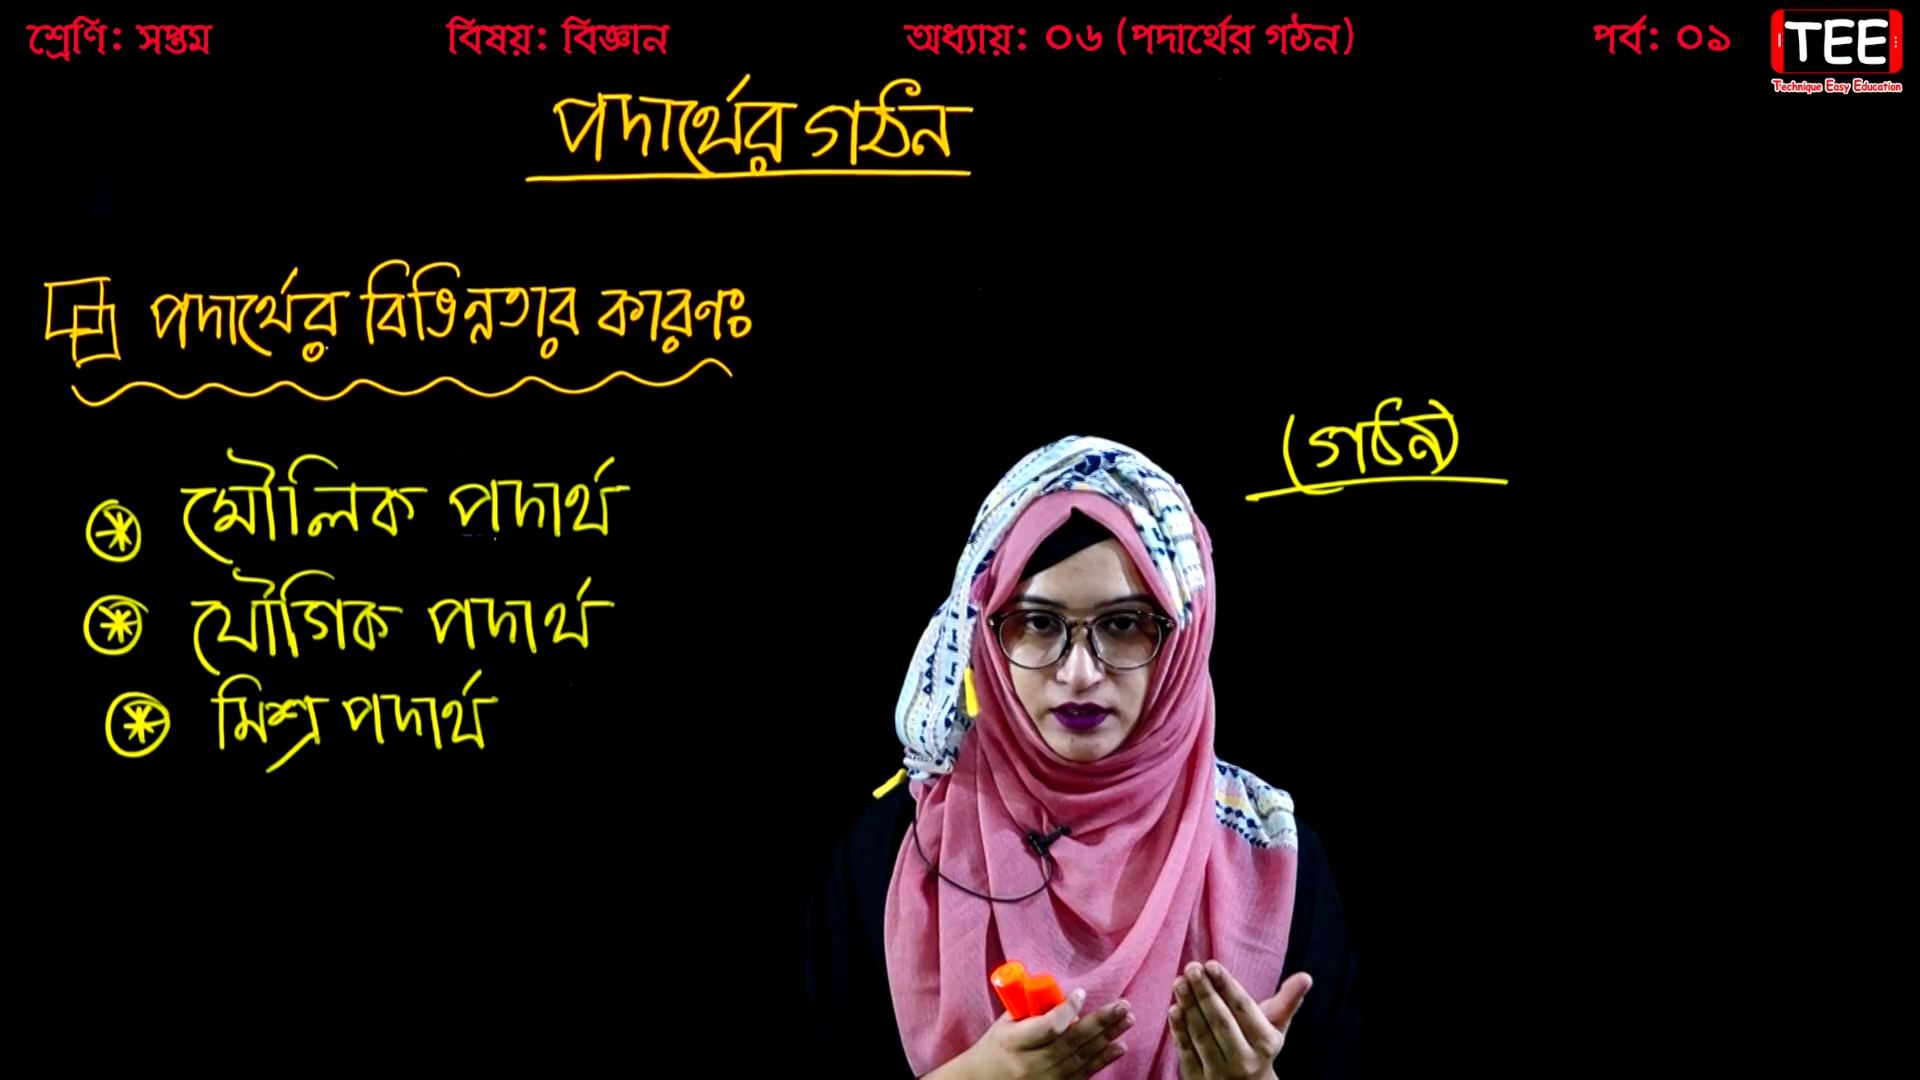 শ্রেণি: সপ্তম বিষয়: বিজ্ঞান অধ্যায়: ০৬ (পদার্থের গঠন) পর্ব: ০১
TEE
Technique Easy Education
পদার্থের গঠন
পদার্থের বিভিন্নতার কারণঃ
(গঠন)
মৌলিক পদার্থ
যৌগিক পদার্থ
মিশ্র পদার্থ